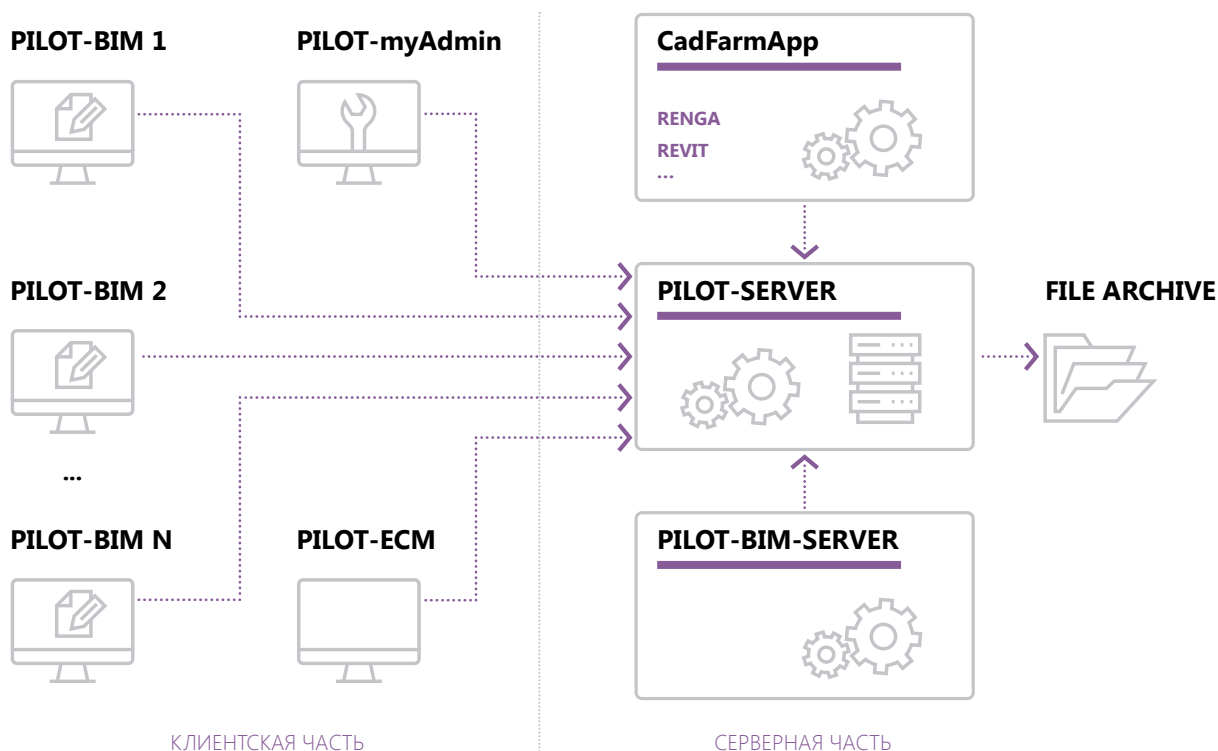 PILOT-BIM 1
PILOT-myAdmin
CadFarmApp
RENGA
REVIT
...
PILOT-BIM 2
PILOT-SERVER
FILE ARCHIVE
...
PILOT-BIM N
PILOT-ECM
PILOT-BIM-SERVER
КЛИЕНТСКАЯ ЧАСТЬ
СЕРВЕРНАЯ ЧАСТЬ